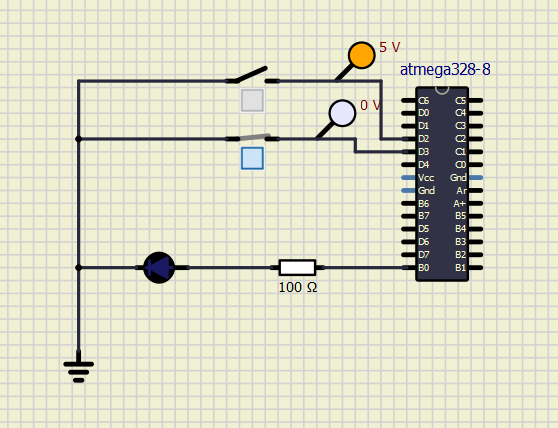 5 V
atmega328-8
0 V
C6 C5
D0 C4
D1 C3
D2 C2
D3 C1
D4 C0
Vcc Gnd
Gnd Ar
B6 A+
B7 B5
D5 B4
D6 B3
D7 B2
B0 B1
100 Ω